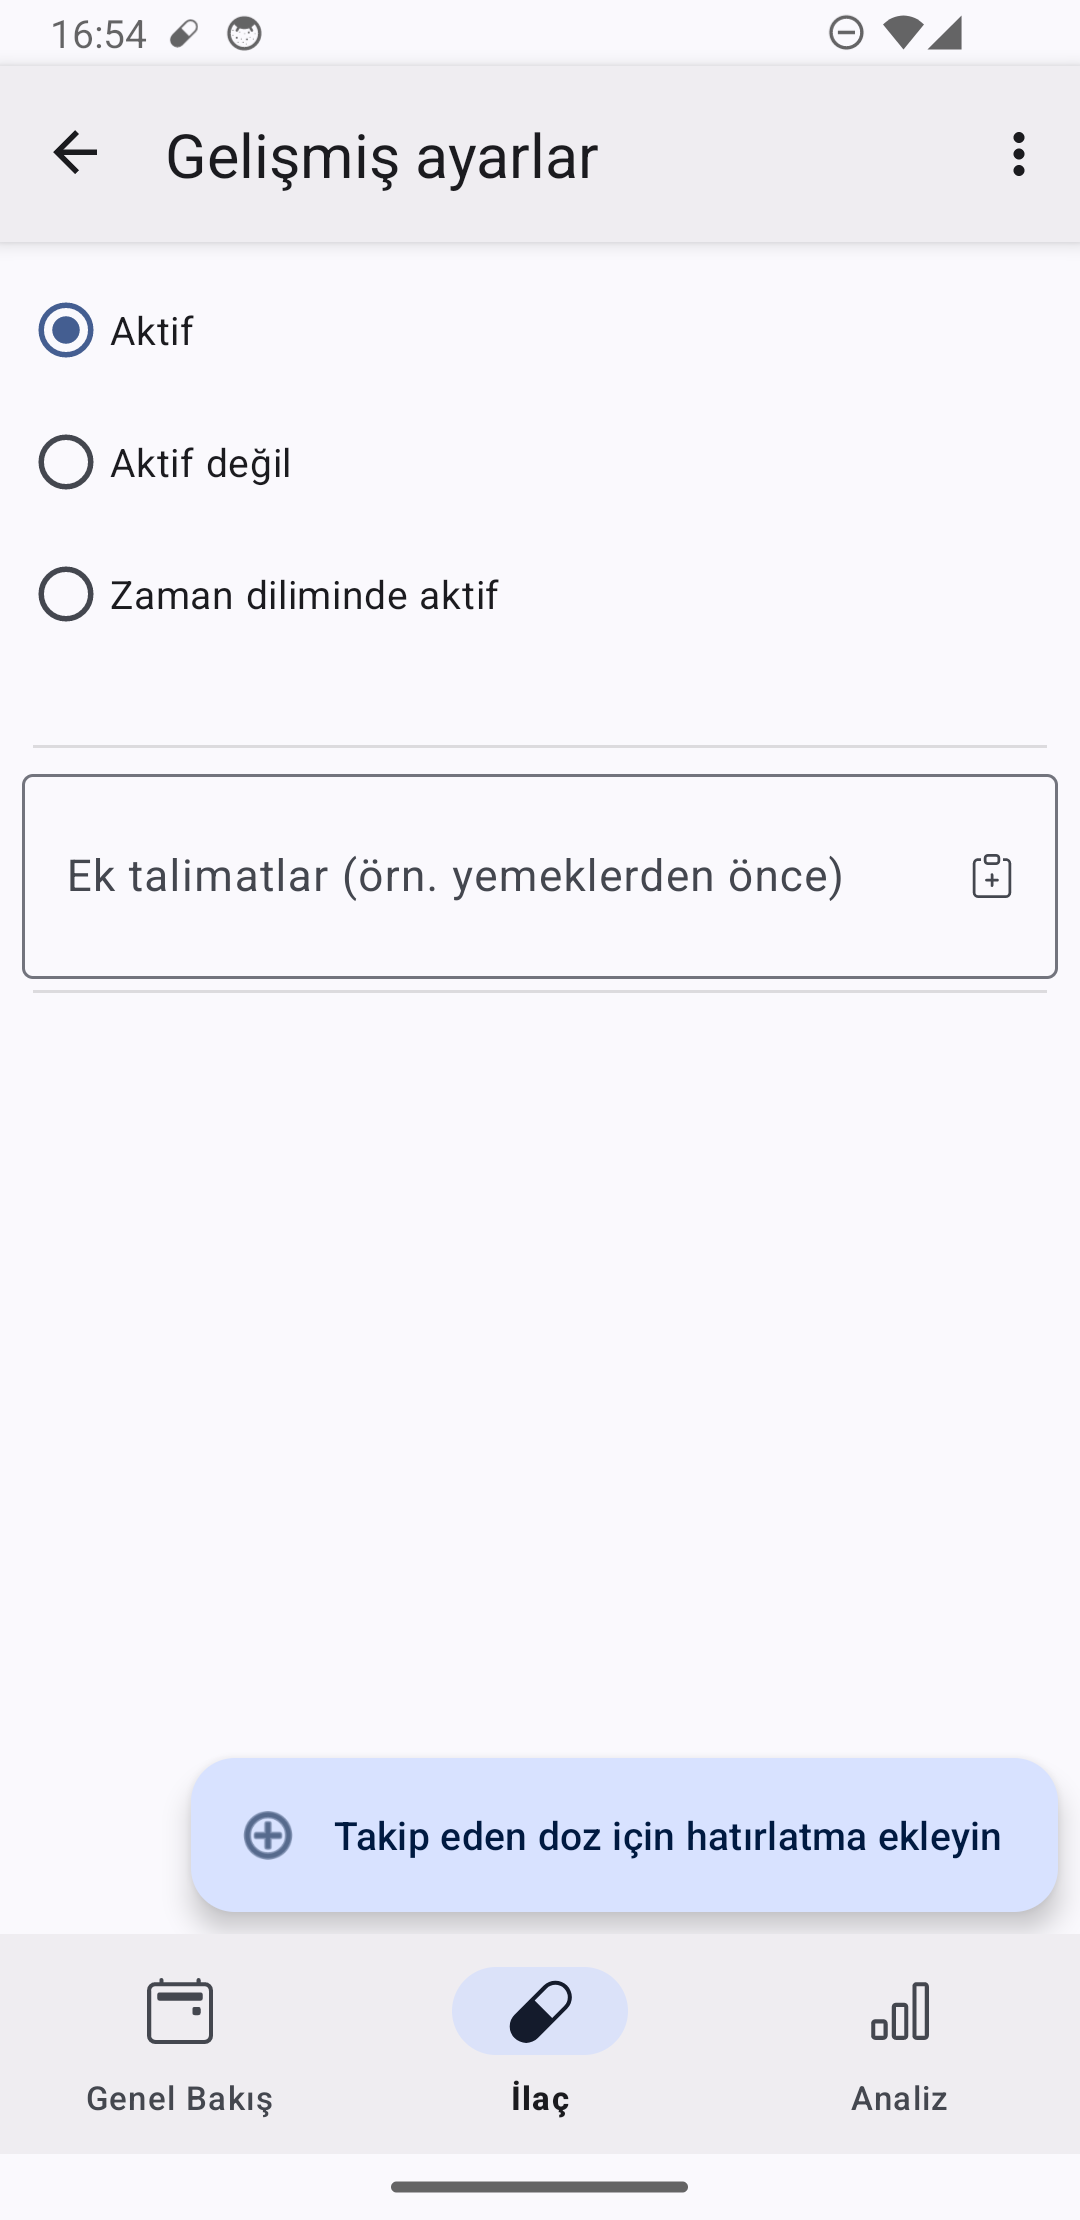 16:54
Gelişmiş ayarlar
Aktif
Aktif değil
Zaman diliminde aktif
Ek talimatlar (örn. yemeklerden önce)
Takip eden doz için hatırlatma ekleyin
Genel Bakış
İlaç
Analiz